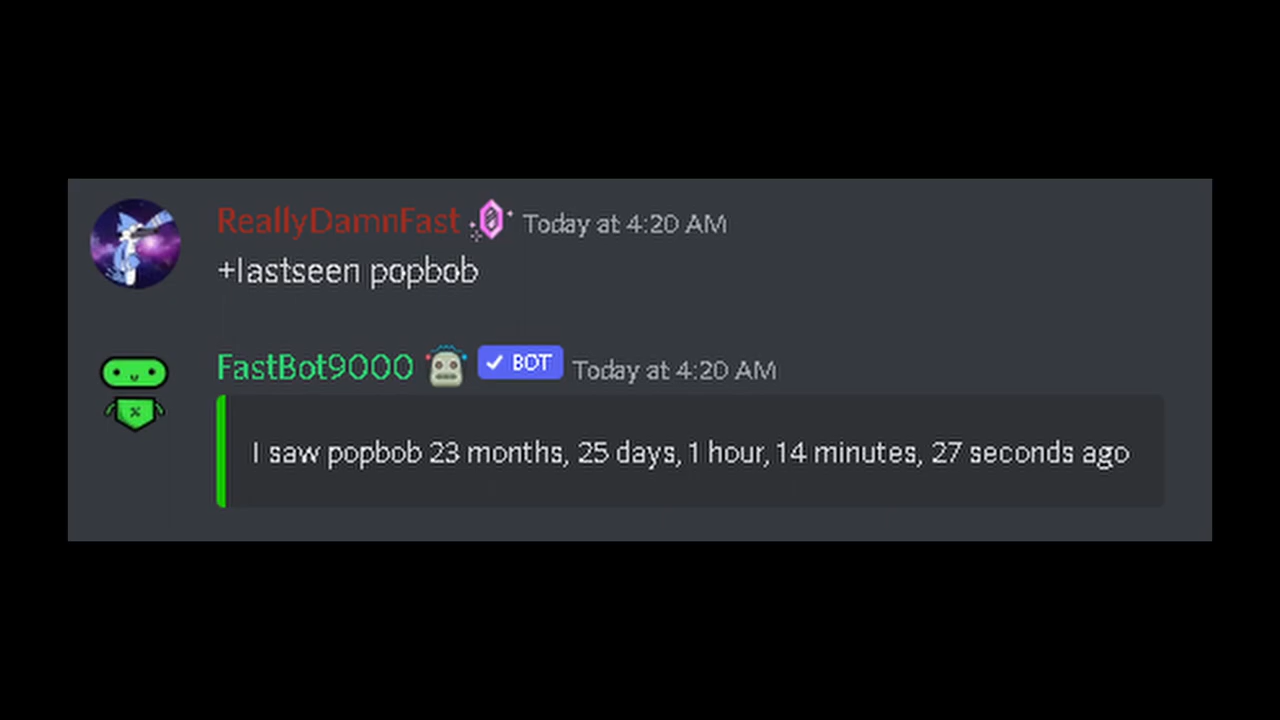 ReallyDamnFast Today at 4:20 AM
+lastseen popbob
FastBot9000 BOT Today at 4:20 AM
I saw popbob 23 months, 25 days, 1 hour, 14 minutes, 27 seconds ago